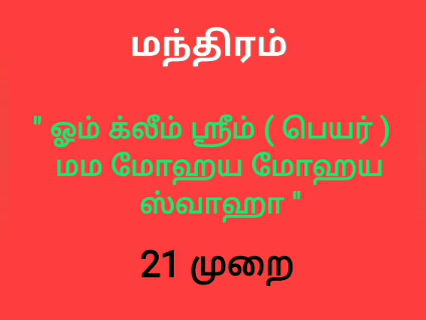 மந்திரம்
" ஓம் க்லீம் ஸ்ரீம் ( பெயர் )
மம மோஹய மோஹய
ஸ்வாஹா "
21 முறை